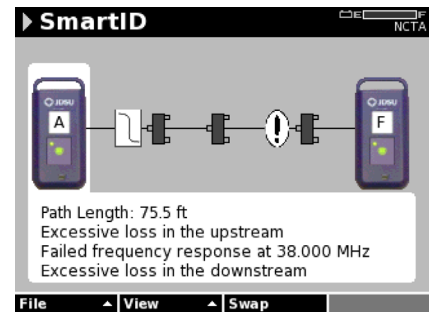 SmartID
E F
NCTA
JDSU JDSU
A F
Path Length: 75.5 ft
Excessive loss in the upstream
Failed frequency response at 38.000 MHz
Excessive loss in the downstream
File View Swap